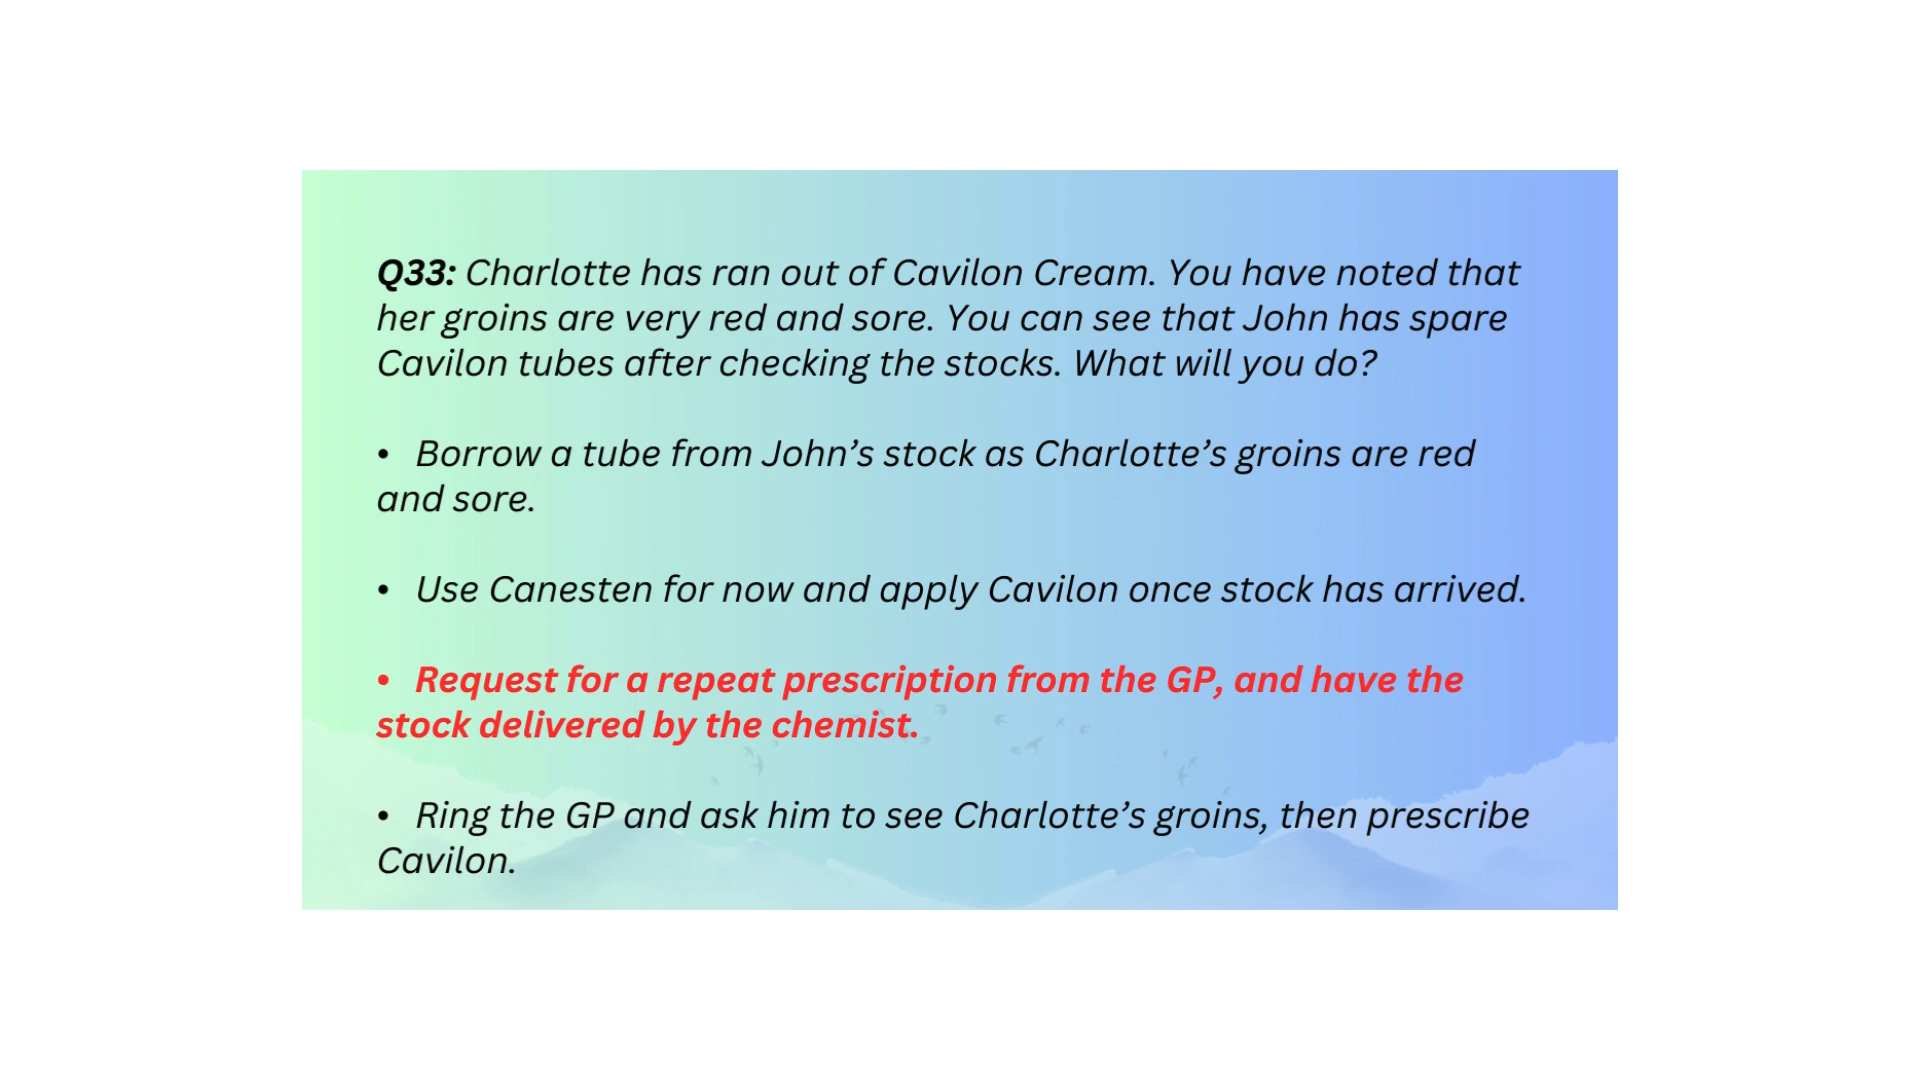 Q33: Charlotte has ran out of Cavilon Cream. You have noted that
her groins are very red and sore. You can see that John has spare
Cavilon tubes after checking the stocks. What will you do?
• Borrow a tube from John’s stock as Charlotte’s groins are red
and sore.
• Use Canesten for now and apply Cavilon once stock has arrived.
• Request for a repeat prescription from the GP, and have the
stock delivered by the chemist.
• Ring the GP and ask him to see Charlotte’s groins, then prescribe
Cavilon.